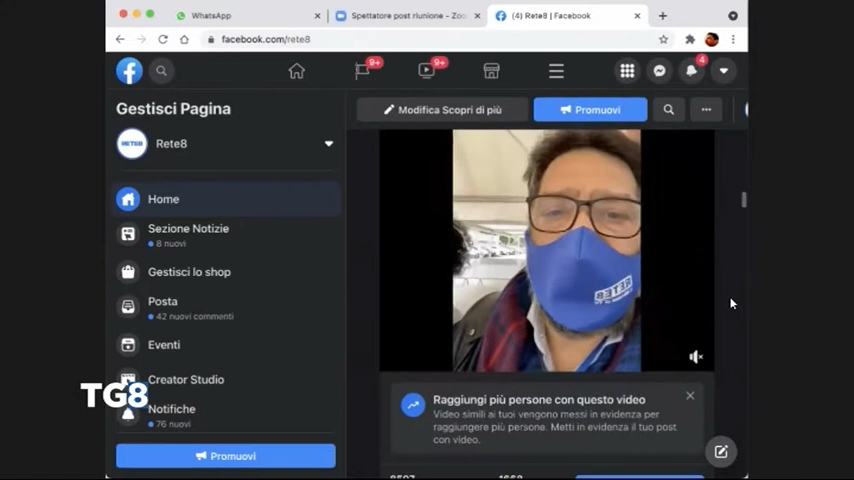 WhatsApp
Spettatore post riunione - Zoo
(4) Rete8 | Facebook
facebook.com/rete8
9+
9+
4
Gestisci Pagina
Modifica Scopri di più
Promuovi
RETE8
Rete8
Home
Sezione Notizie
8 nuovi
Gestisci lo shop
Posta
42 nuovi commenti
Eventi
Creator Studio
Notifiche
76 nuovi
Promuovi
TG8
RETE8
Raggiungi più persone con questo video
Video simili ai tuoi vengono messi in evidenza per
raggiungere più persone. Metti in evidenza il tuo post
con video.